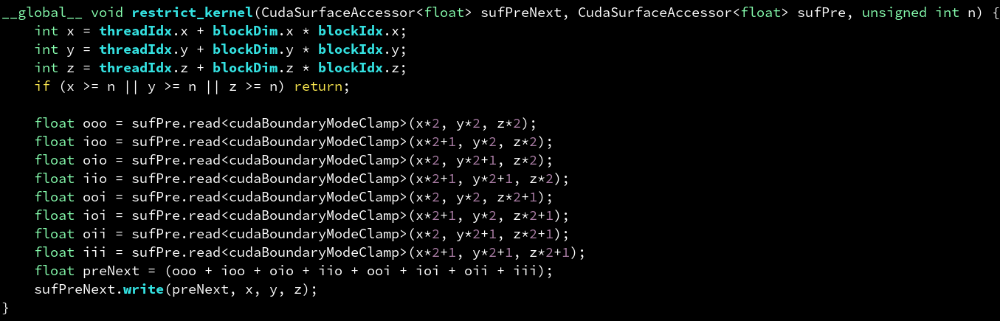 __global__ void restrict_kernel(CudaSurfaceAccessor<float> sufPreNext, CudaSurfaceAccessor<float> sufPre, unsigned int n) {
    int x = threadIdx.x + blockDim.x * blockIdx.x;
    int y = threadIdx.y + blockDim.y * blockIdx.y;
    int z = threadIdx.z + blockDim.z * blockIdx.z;
    if (x >= n || y >= n || z >= n) return;

    float ooo = sufPre.read<cudaBoundaryModeClamp>(x*2, y*2, z*2);
    float ioo = sufPre.read<cudaBoundaryModeClamp>(x*2+1, y*2, z*2);
    float oio = sufPre.read<cudaBoundaryModeClamp>(x*2, y*2+1, z*2);
    float iio = sufPre.read<cudaBoundaryModeClamp>(x*2+1, y*2+1, z*2);
    float ooi = sufPre.read<cudaBoundaryModeClamp>(x*2, y*2, z*2+1);
    float ioi = sufPre.read<cudaBoundaryModeClamp>(x*2+1, y*2, z*2+1);
    float oii = sufPre.read<cudaBoundaryModeClamp>(x*2, y*2+1, z*2+1);
    float iii = sufPre.read<cudaBoundaryModeClamp>(x*2+1, y*2+1, z*2+1);
    float preNext = (ooo + ioo + oio + iio + ooi + ioi + oii + iii);
    sufPreNext.write(preNext, x, y, z);
}